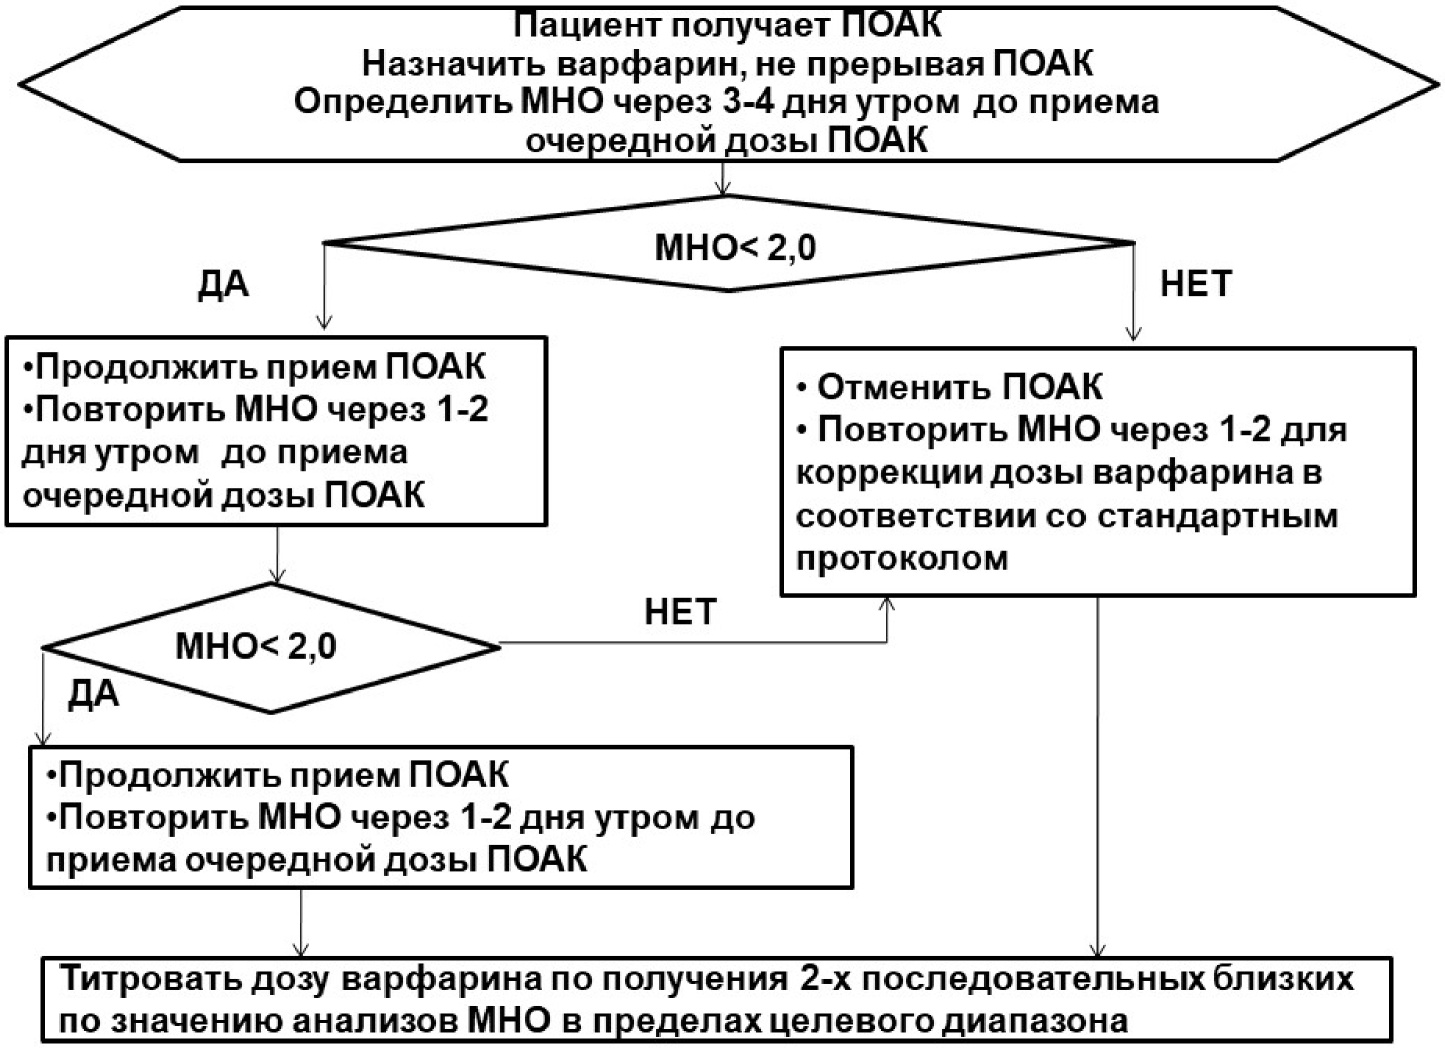 Пациент получает ПОАК
Назначить варфарин, не прерывая ПОАК
Определить МНО через 3-4 дня утром до приема
очередной дозы ПОАК
МНО< 2,0
ДА
НЕТ
•Продолжить прием ПОАК
•Повторить МНО через 1-2
дня утром до приема
очередной дозы ПОАК
• Отменить ПОАК
• Повторить МНО через 1-2 для
коррекции дозы варфарина в
соответствии со стандартным
протоколом
МНО< 2,0
НЕТ
ДА
•Продолжить прием ПОАК
•Повторить МНО через 1-2 дня утром до
приема очередной дозы ПОАК
Титровать дозу варфарина по получения 2-х последовательных близких
по значению анализов МНО в пределах целевого диапазона